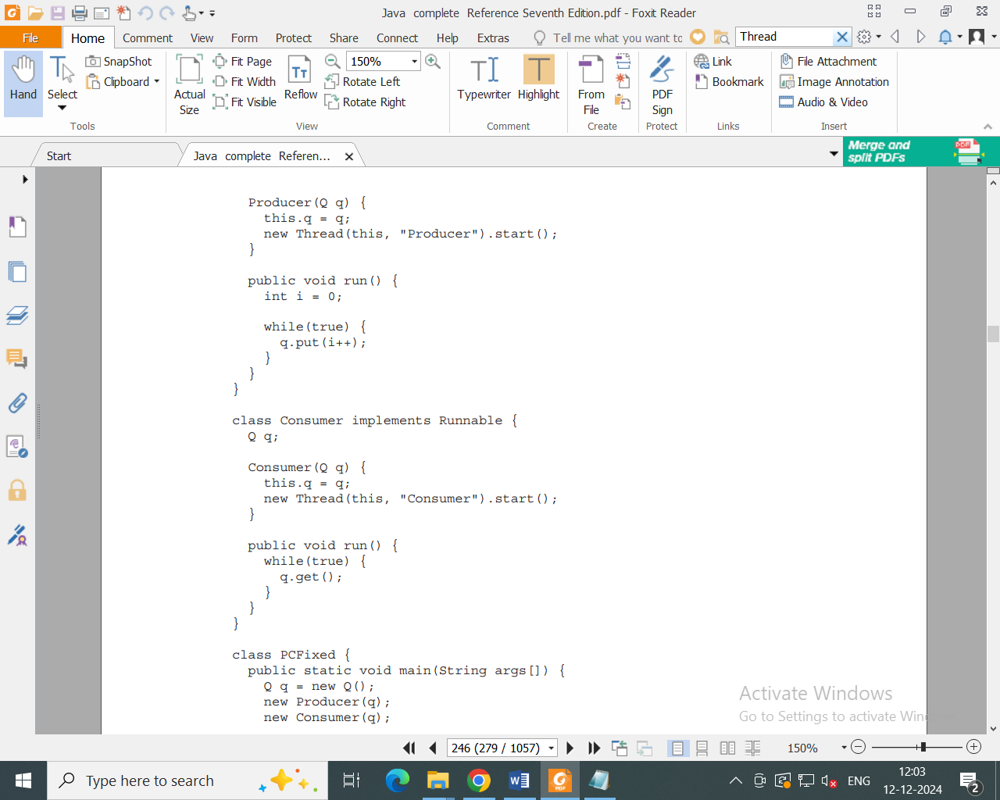 Java complete Reference Seventh Edition.pdf - Foxit Reader
File Home Comment View Form Protect Share Connect Help Extras Tell me what you want to Thread
Hand
Select
SnapShot
Clipboard
Tools
Actual Size
Fit Page
Fit Width
Fit Visible
Reflow
150%
Rotate Left
Rotate Right
View
Typewriter
Highlight
Comment
From File
Create
PDF Sign
Protect
Link
Bookmark
Links
File Attachment
Image Annotation
Audio & Video
Insert
Start
Java complete Referen...
Merge and
split PDFs
PDF
Producer(Q q) {
this.q = q;
new Thread(this, "Producer").start();
}
public void run() {
int i = 0;
while(true) {
q.put(i++);
}
}
}
class Consumer implements Runnable {
Q q;
Consumer(Q q) {
this.q = q;
new Thread(this, "Consumer").start();
}
public void run() {
while(true) {
q.get();
}
}
}
class PCFixed {
public static void main(String args[]) {
Q q = new Q();
new Producer(q);
new Consumer(q);
Activate Windows
Go to Settings to activate Windows
246 (279 / 1057)
150%
Type here to search
ENG
12:03
12-12-2024
2